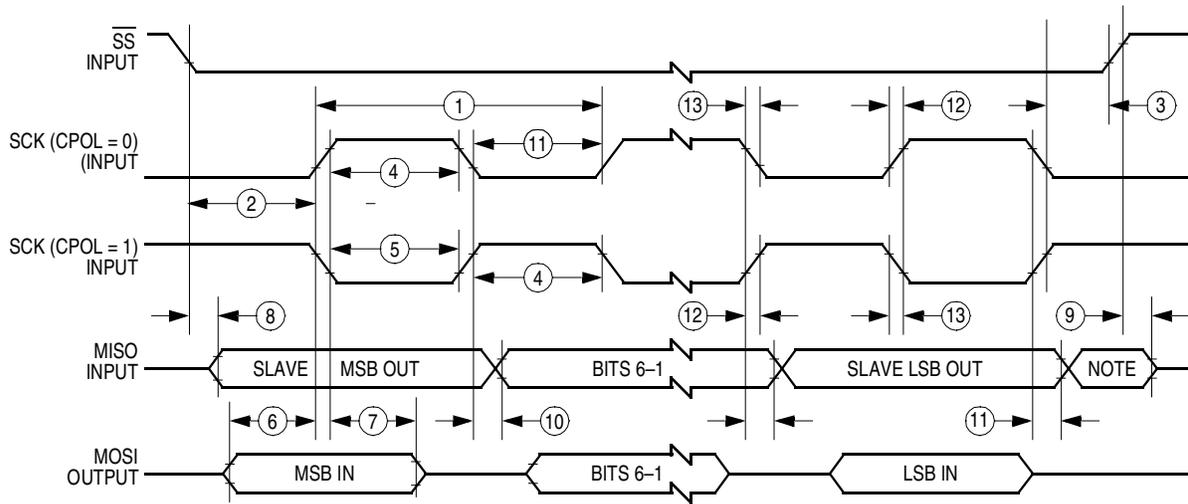 SS
INPUT
1
13
12
3
SCK (CPOL = 0)
(INPUT
11
4
2
SCK (CPOL = 1)
INPUT
5
4
8
12
13
9
MISO
INPUT
SLAVE MSB OUT
BITS 6–1
SLAVE LSB OUT
NOTE
6
7
10
11
MOSI
OUTPUT
MSB IN
BITS 6–1
LSB IN